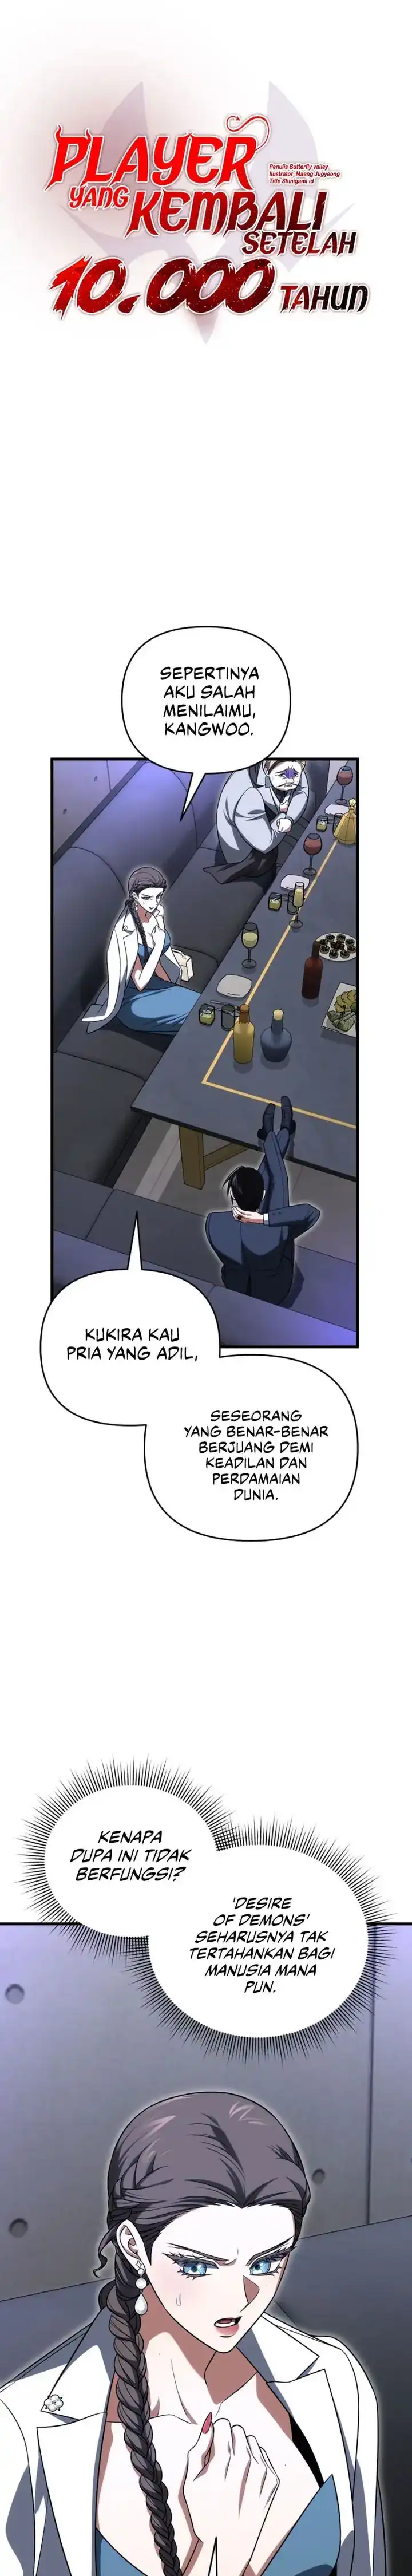 PLAYER
YANG
KEMBALI
SETELAH
10.000 TAHUN
Penulis Butterfly valley
Ilustrator Maeng Jugyeong
Title Shinigami id
SEPERTINYA
AKU SALAH
MENILAIMU,
KANGWOO.
KUKIRA KAU
PRIA YANG ADIL,
SESEORANG
YANG BENAR-BENAR
BERJUANG DEMI
KEADILAN DAN
PERDAMAIAN
DUNIA.
KENAPA
DUPA INI TIDAK
BERFUNGSI?
'DESIRE
OF DEMONS'
SEHARUSNYA TAK
TERTAHANKAN BAGI
MANUSIA MANA
PUN.